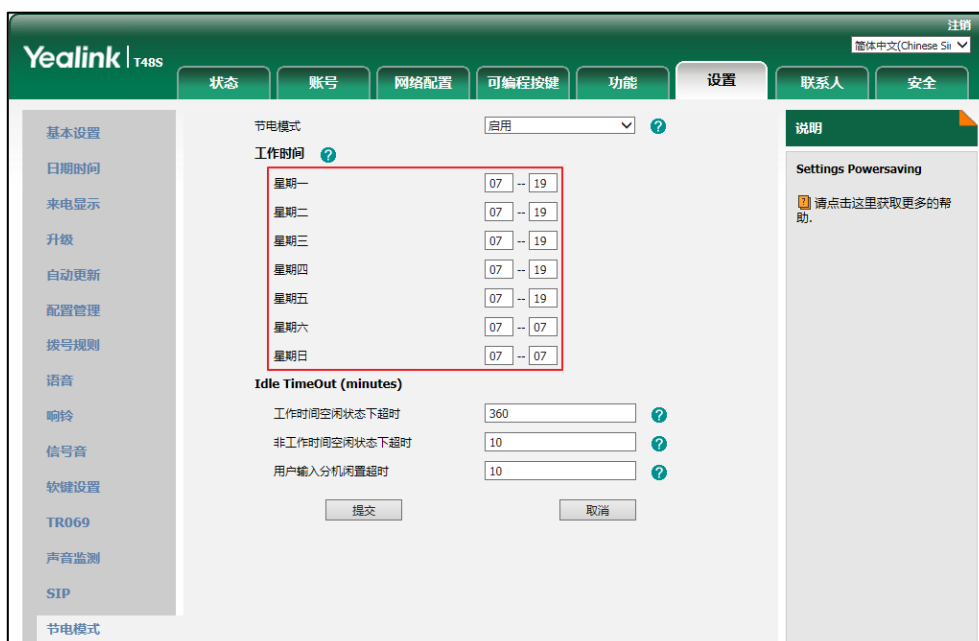 注销
简体中文(Chinese Si
Yealink T48S
状态 账号 网络配置 可编程按键 功能 设置 联系人 安全
基本设置
日期时间
来电显示
升级
自动更新
配置管理
拨号规则
语音
响铃
信号音
软键设置
TR069
声音监测
SIP
节电模式
节电模式 启用
工作时间
星期一 07 -- 19
星期二 07 -- 19
星期三 07 -- 19
星期四 07 -- 19
星期五 07 -- 19
星期六 07 -- 07
星期日 07 -- 07
Idle TimeOut (minutes)
工作时间空闲状态下超时 360
非工作时间空闲状态下超时 10
用户输入分机闲置超时 10
提交 取消
说明
Settings Powersaving
请点击这里获取更多的帮
助.